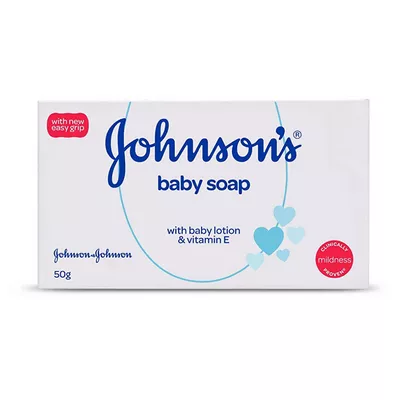 with new
easy grip
Johnson's®
baby soap
with baby lotion
& vitamin E
Johnson & Johnson
50g
CLINICALLY
mildness
PROVEN